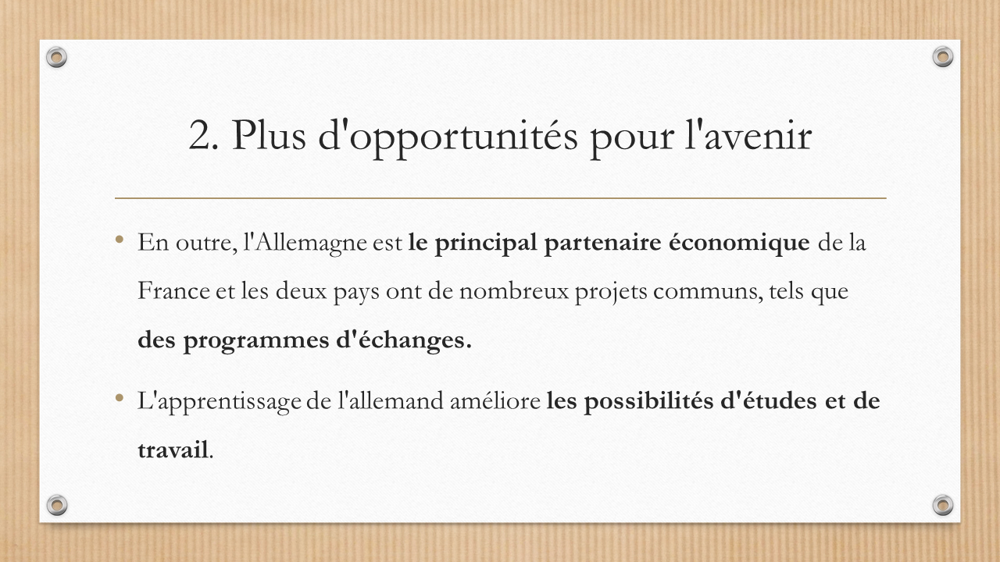 2. Plus d'opportunités pour l'avenir
• En outre, l'Allemagne est le principal partenaire économique de la
France et les deux pays ont de nombreux projets communs, tels que
des programmes d'échanges.
• L'apprentissage de l'allemand améliore les possibilités d'études et de
travail.